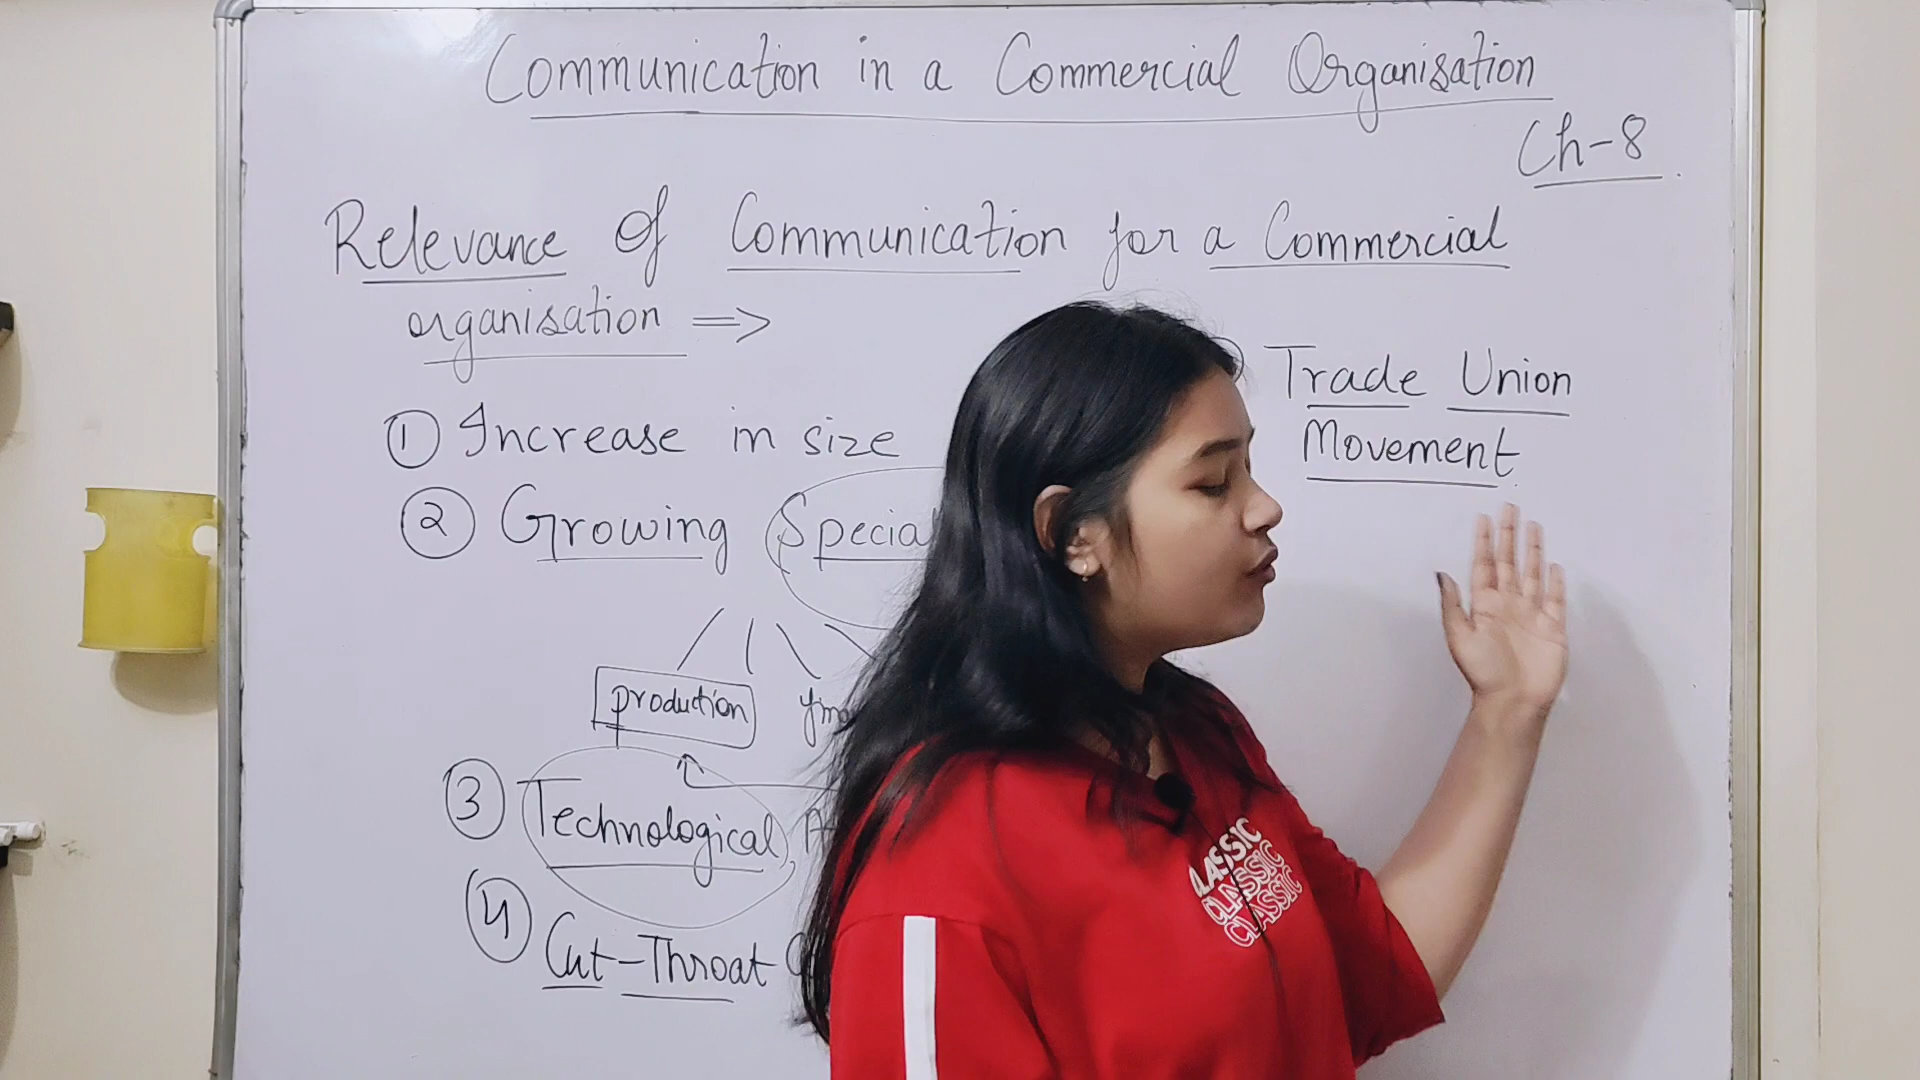 Communication in a Commercial Organisation
Ch-8
Relevance of Communication for a Commercial
organisation =>
① Increase in size
② Growing
production
③ Technological
④ Cut-Throat
Trade Union
Movement.
CLASSIC
CLASSIC
CLASSIC